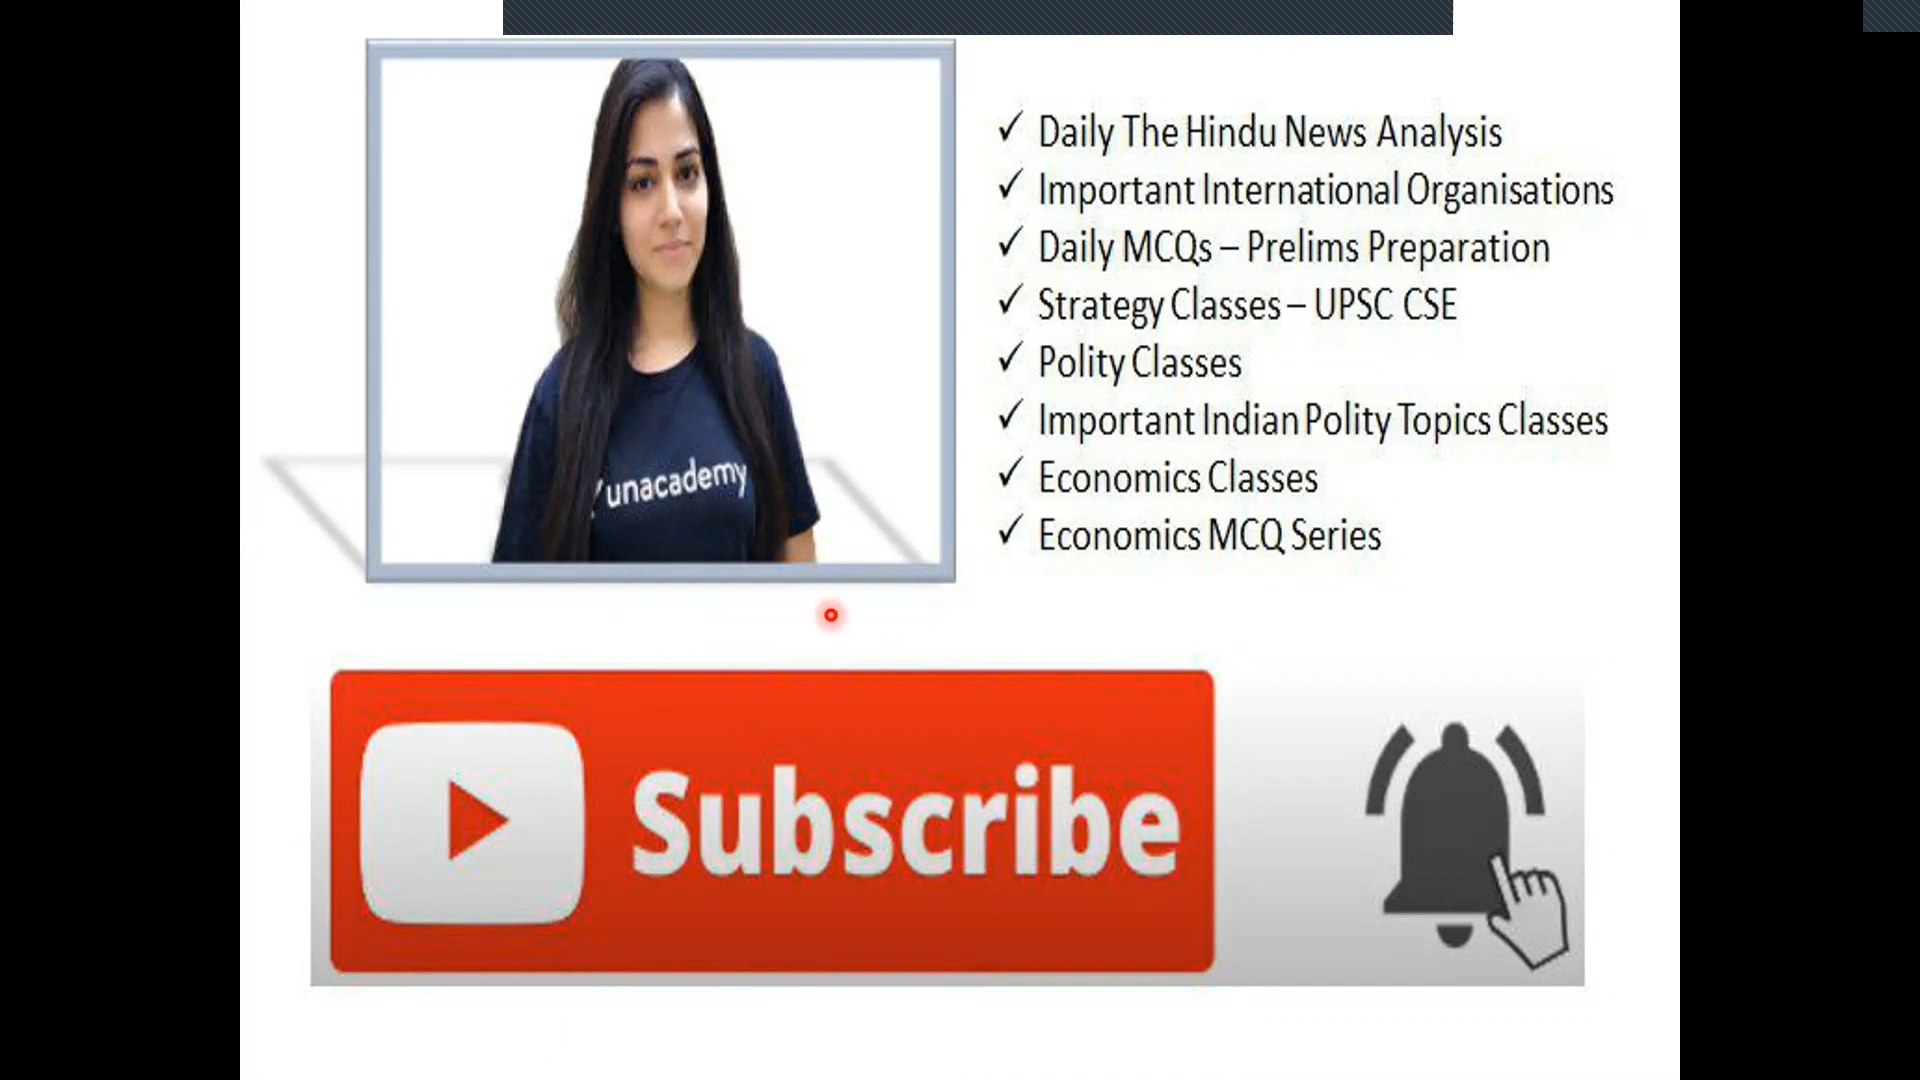 unacademy
Daily The Hindu News Analysis
Important International Organisations
Daily MCQs – Prelims Preparation
Strategy Classes – UPSC CSE
Polity Classes
Important Indian Polity Topics Classes
Economics Classes
Economics MCQ Series
Subscribe